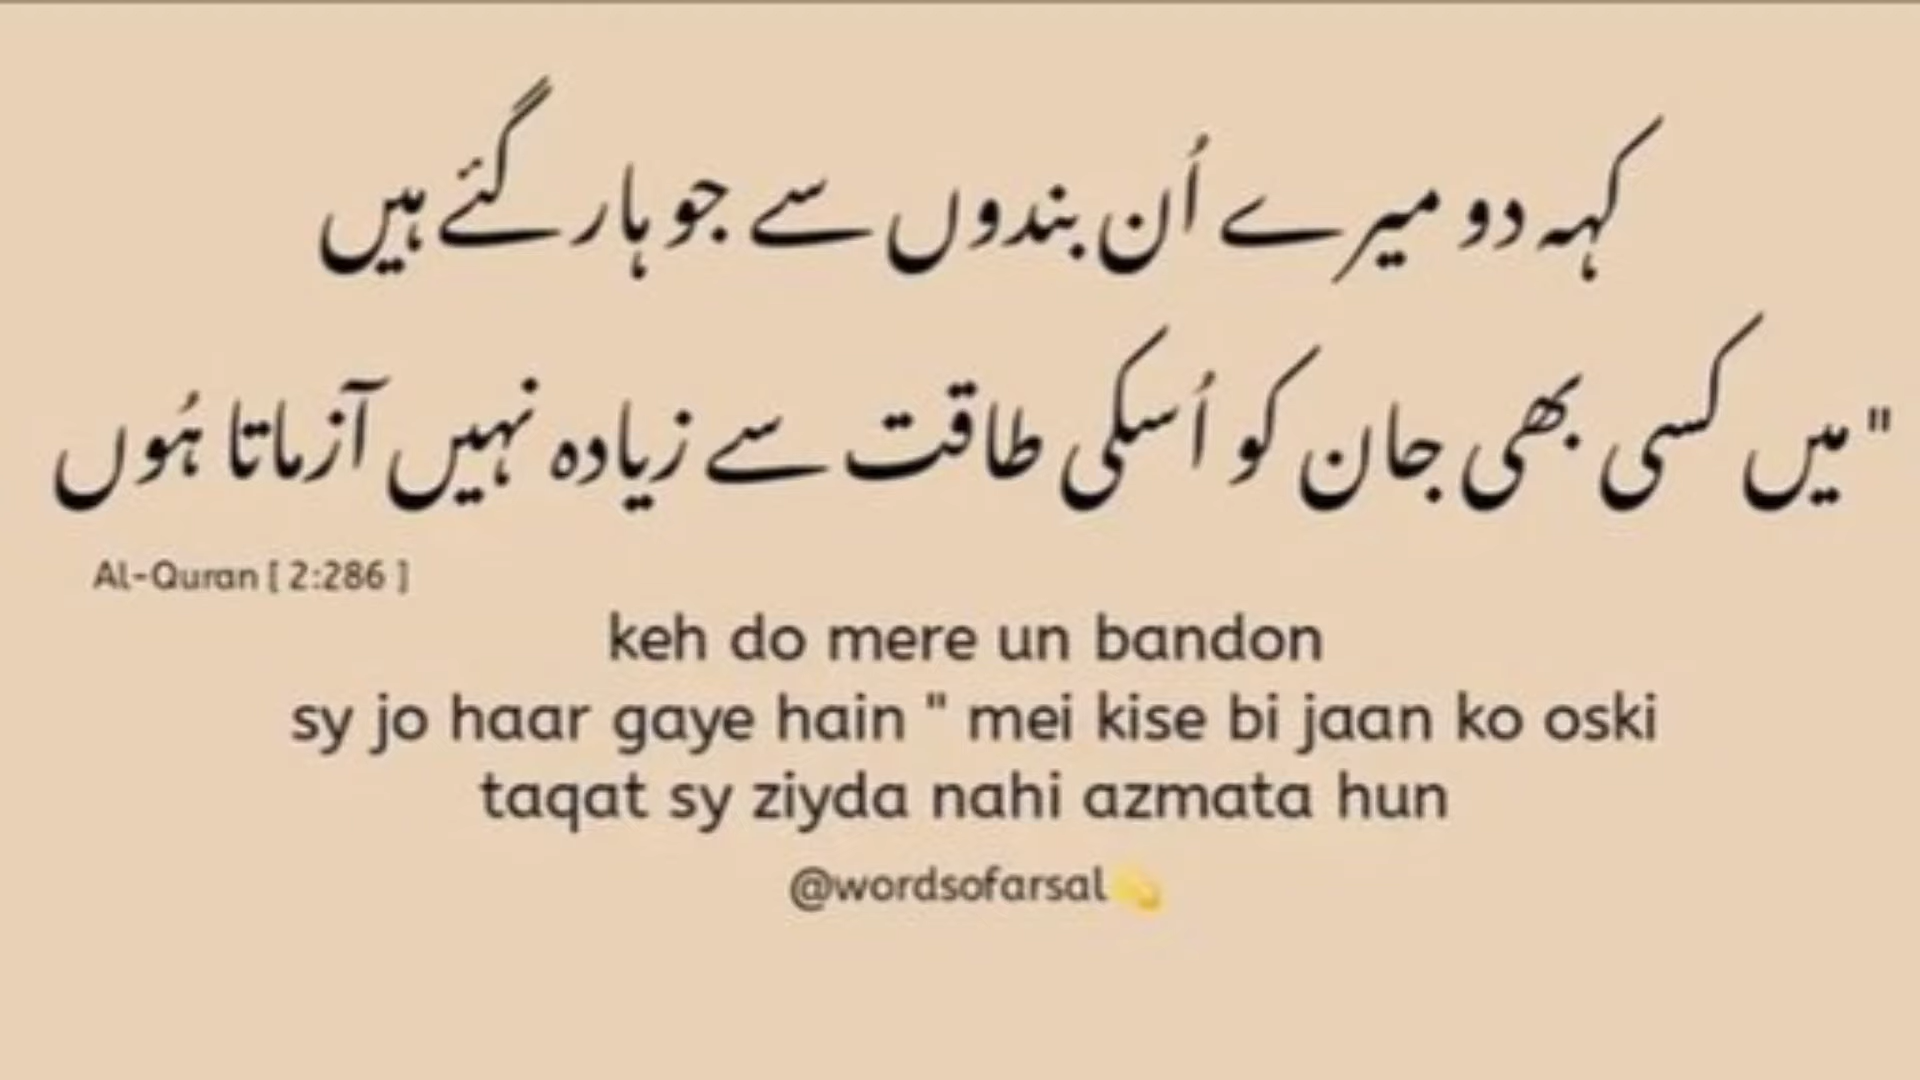 کہہ دو میرے اُن بندوں سے جو ہار گئے ہیں
" میں کسی بھی جان کو اُسکی طاقت سے زیادہ نہیں آزماتا ہُوں
Al-Quran [ 2:286 ]
keh do mere un bandon
sy jo haar gaye hain " mei kise bi jaan ko oski
taqat sy ziyda nahi azmata hun
@wordsofarsal💫